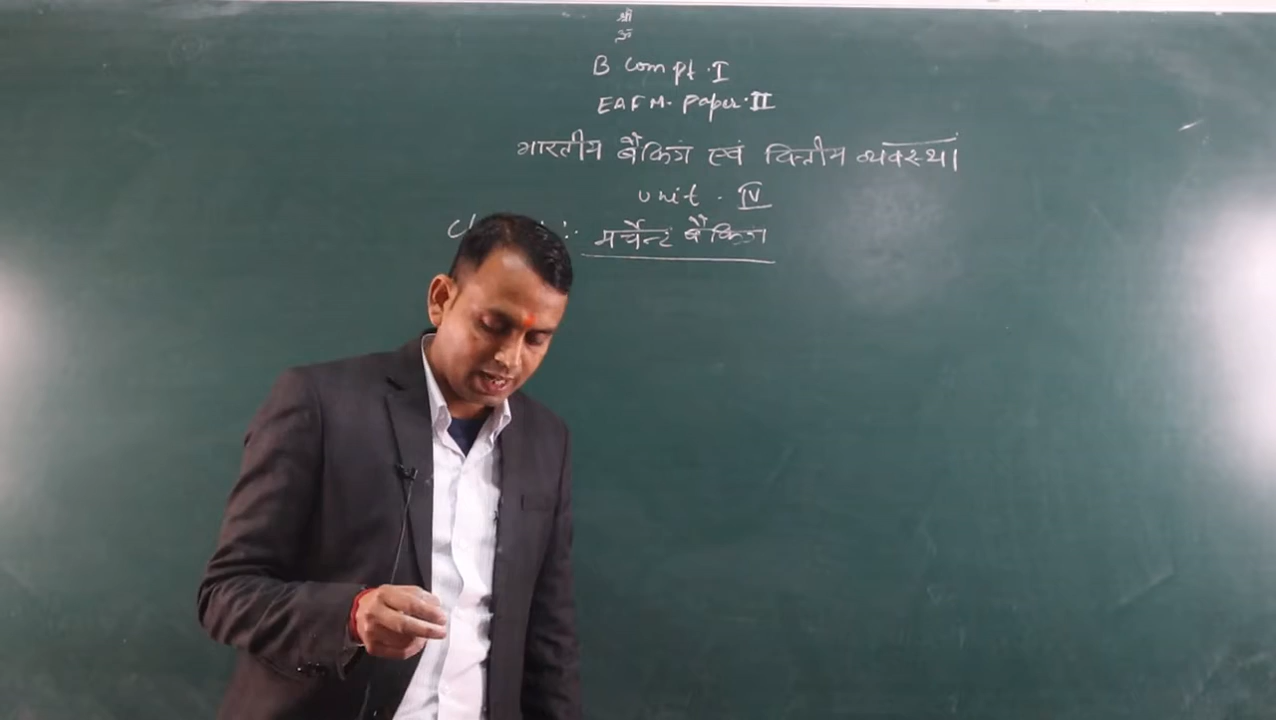 श्री
ॐ
B Com pt. I
EAFM. Paper. II
भारतीय बैंकिंग एवं वित्तीय व्यवस्था
Unit. IV
मर्चेन्ट बैंकिंग